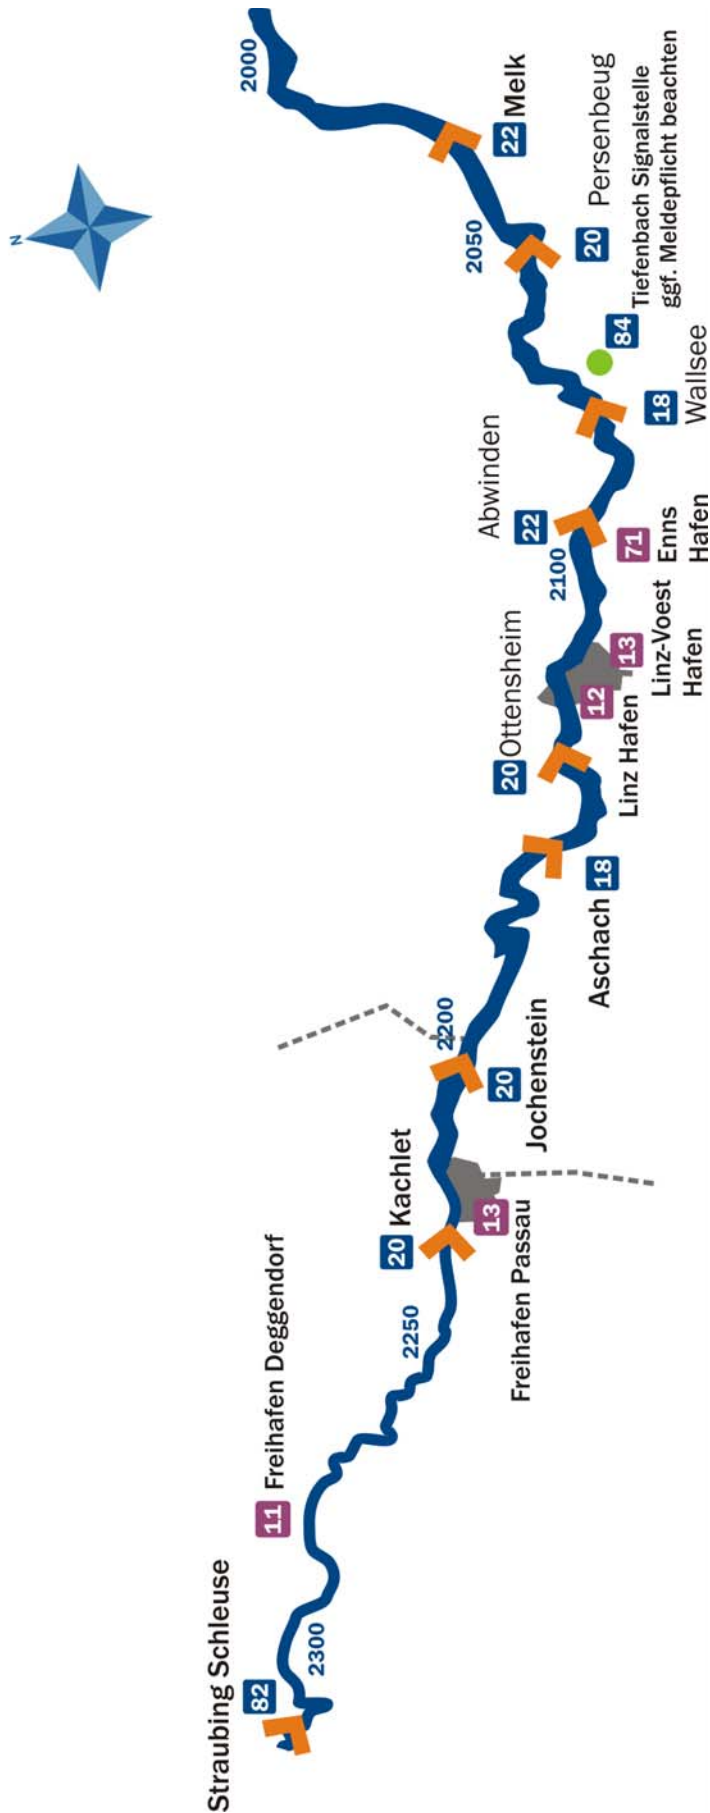 N
Straubing Schleuse
82
2300
11 Freihafen Deggendorf
2250
20 Kachlet
13
Freihafen Passau
2200
20
Jochenstein
Aschach 18
20 Ottensheim
12
Linz Hafen
13
Linz-Voest
Hafen
2100
Abwinden
22
71
Enns
Hafen
18
Wallsee
84
Tiefenbach Signalstelle
ggf. Meldepflicht beachten
2050
20 Persenbeug
22 Melk
2000